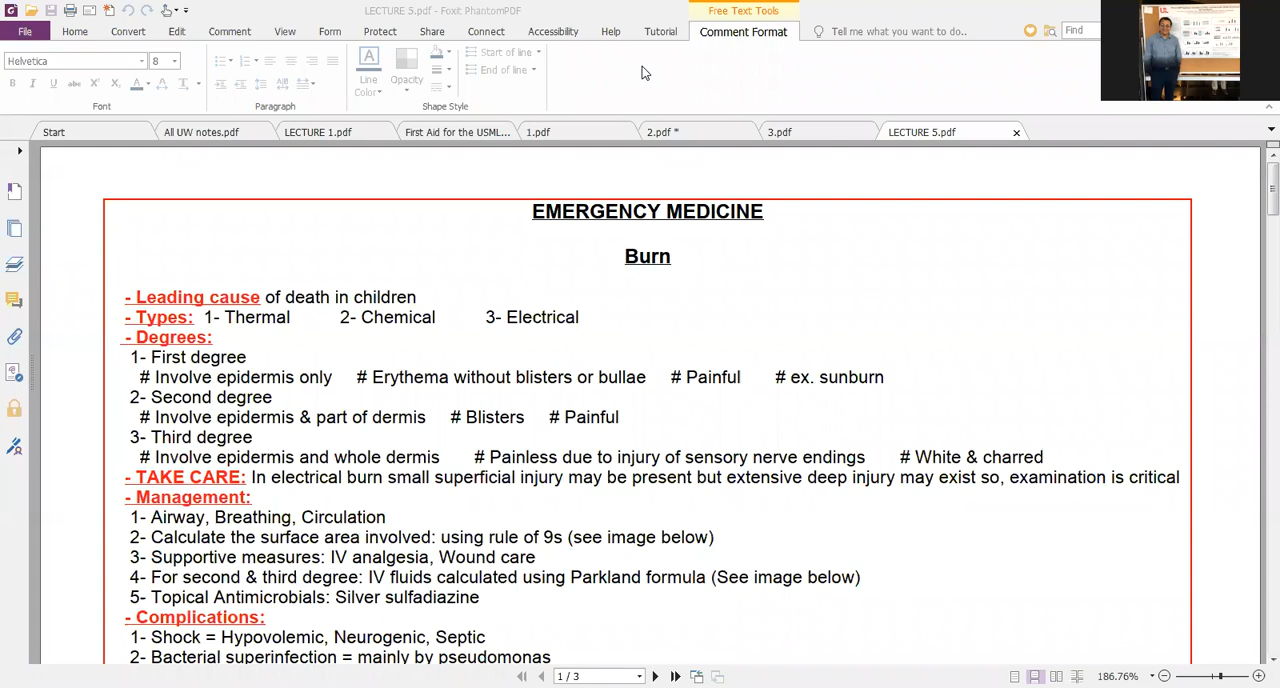 LECTURE 5.pdf - Foxit PhantomPDF
Free Text Tools
File Home Convert Edit Comment View Form Protect Share Connect Accessibility Help Tutorial Comment Format Tell me what you want to do.. Find
Helvetica 8
Line Color
Opacity
Start of line
End of line
B I U abc X X A T
Font Paragraph Shape Style
Start All UW notes.pdf LECTURE 1.pdf First Aid for the USML... 1.pdf 2.pdf * 3.pdf LECTURE 5.pdf
EMERGENCY MEDICINE
Burn
- Leading cause of death in children
- Types: 1- Thermal 2- Chemical 3- Electrical
- Degrees:
1- First degree
# Involve epidermis only # Erythema without blisters or bullae # Painful # ex. sunburn
2- Second degree
# Involve epidermis & part of dermis # Blisters # Painful
3- Third degree
# Involve epidermis and whole dermis # Painless due to injury of sensory nerve endings # White & charred
- TAKE CARE: In electrical burn small superficial injury may be present but extensive deep injury may exist so, examination is critical
- Management:
1- Airway, Breathing, Circulation
2- Calculate the surface area involved: using rule of 9s (see image below)
3- Supportive measures: IV analgesia, Wound care
4- For second & third degree: IV fluids calculated using Parkland formula (See image below)
5- Topical Antimicrobials: Silver sulfadiazine
- Complications:
1- Shock = Hypovolemic, Neurogenic, Septic
2- Bacterial superinfection = mainly by pseudomonas
1 / 3
186.76%